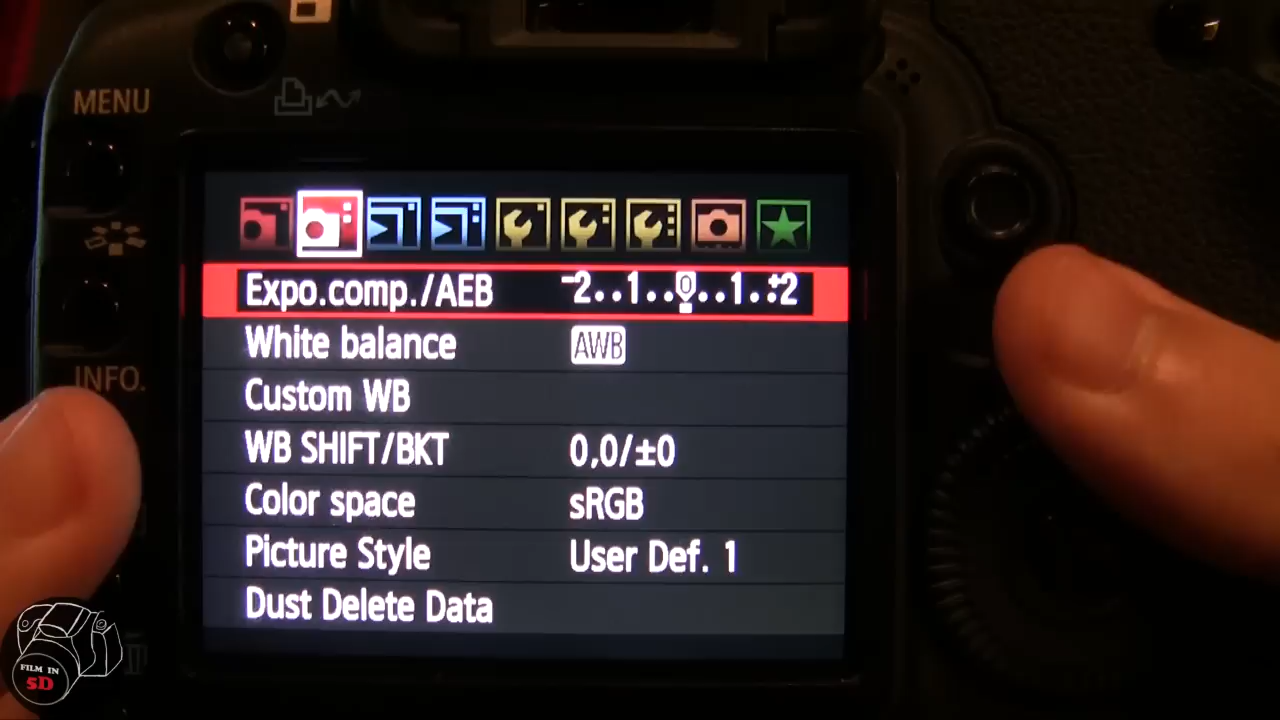 MENU
Expo.comp./AEB -2..1..0..1..+2
White balance AWB
Custom WB
WB SHIFT/BKT 0,0/±0
Color space sRGB
Picture Style User Def. 1
Dust Delete Data
INFO.
FILM IN
5D